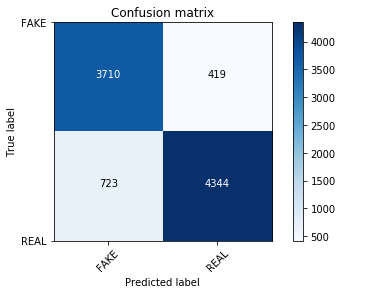 Confusion matrix
FAKE
3710 419
4000
3500
3000
True label
2500
2000
723 4344
1500
1000
500
REAL
FAKE REAL
Predicted label